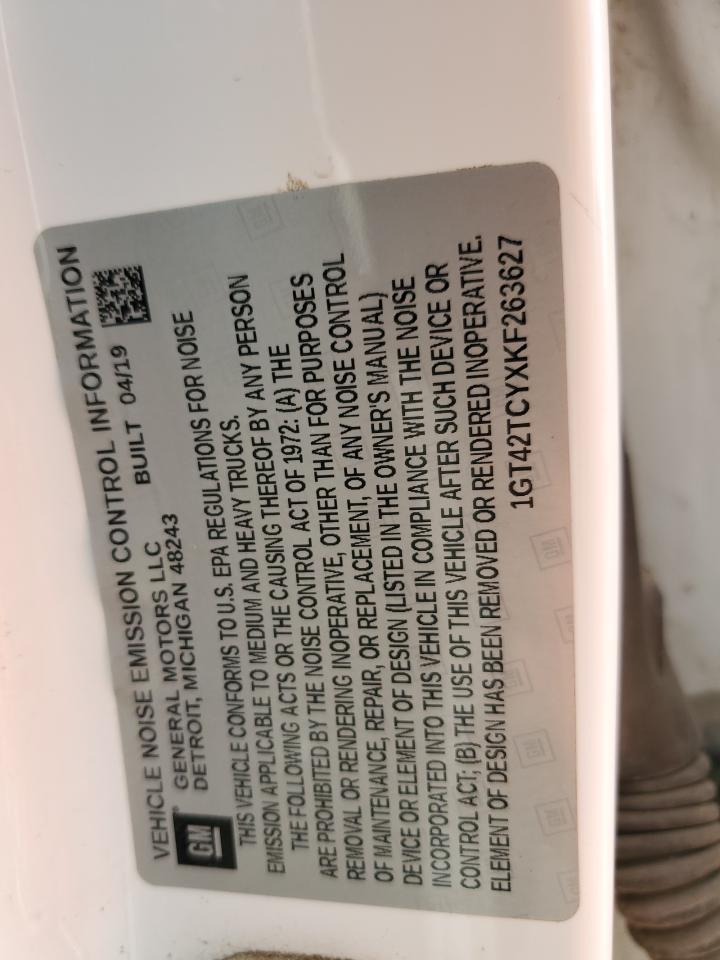 VEHICLE NOISE EMISSION CONTROL INFORMATION
GM
GENERAL MOTORS LLC
BUILT 04/19
DETROIT, MICHIGAN 48243
THIS VEHICLE CONFORMS TO U.S. EPA REGULATIONS FOR NOISE
EMISSION APPLICABLE TO MEDIUM AND HEAVY TRUCKS.
THE FOLLOWING ACTS OR THE CAUSING THEREOF BY ANY PERSON
ARE PROHIBITED BY THE NOISE CONTROL ACT OF 1972: (A) THE
REMOVAL OR RENDERING INOPERATIVE, OTHER THAN FOR PURPOSES
OF MAINTENANCE, REPAIR, OR REPLACEMENT, OF ANY NOISE CONTROL
DEVICE OR ELEMENT OF DESIGN (LISTED IN THE OWNER'S MANUAL)
INCORPORATED INTO THIS VEHICLE IN COMPLIANCE WITH THE NOISE
CONTROL ACT; (B) THE USE OF THIS VEHICLE AFTER SUCH DEVICE OR
ELEMENT OF DESIGN HAS BEEN REMOVED OR RENDERED INOPERATIVE.
1GT42TCYXKF263627